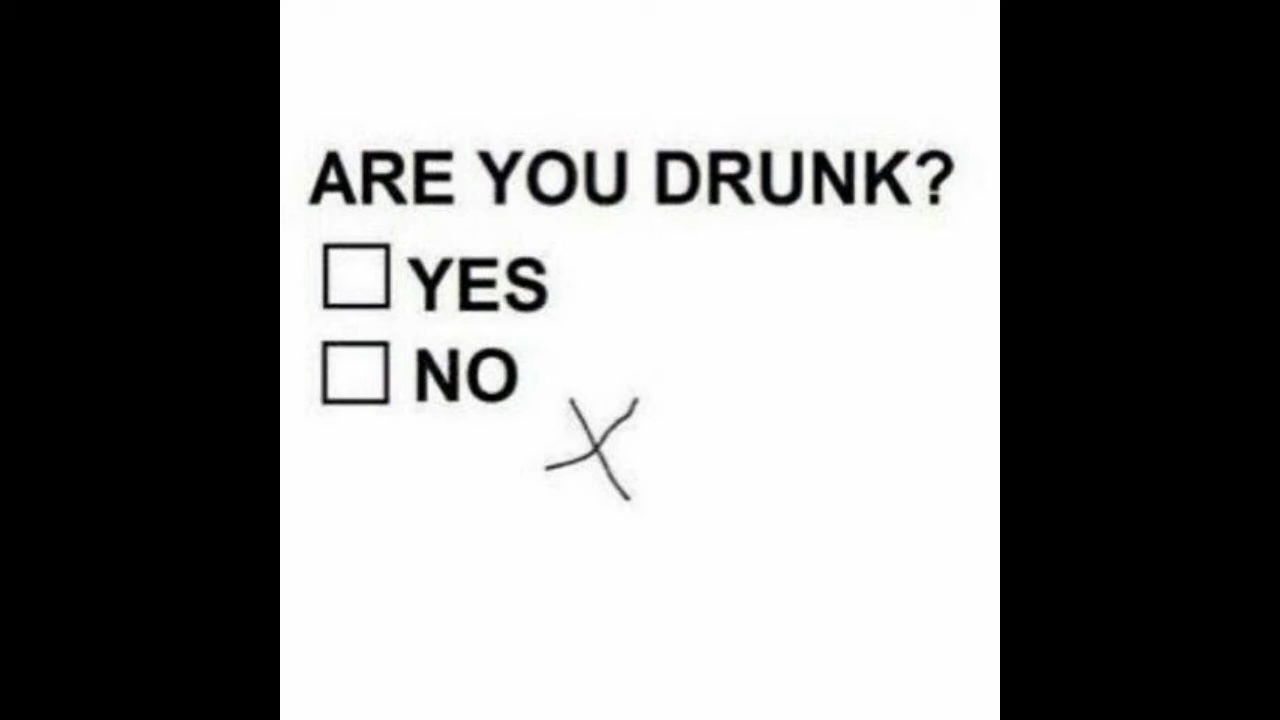 ARE YOU DRUNK?
☐ YES
☐ NO
X